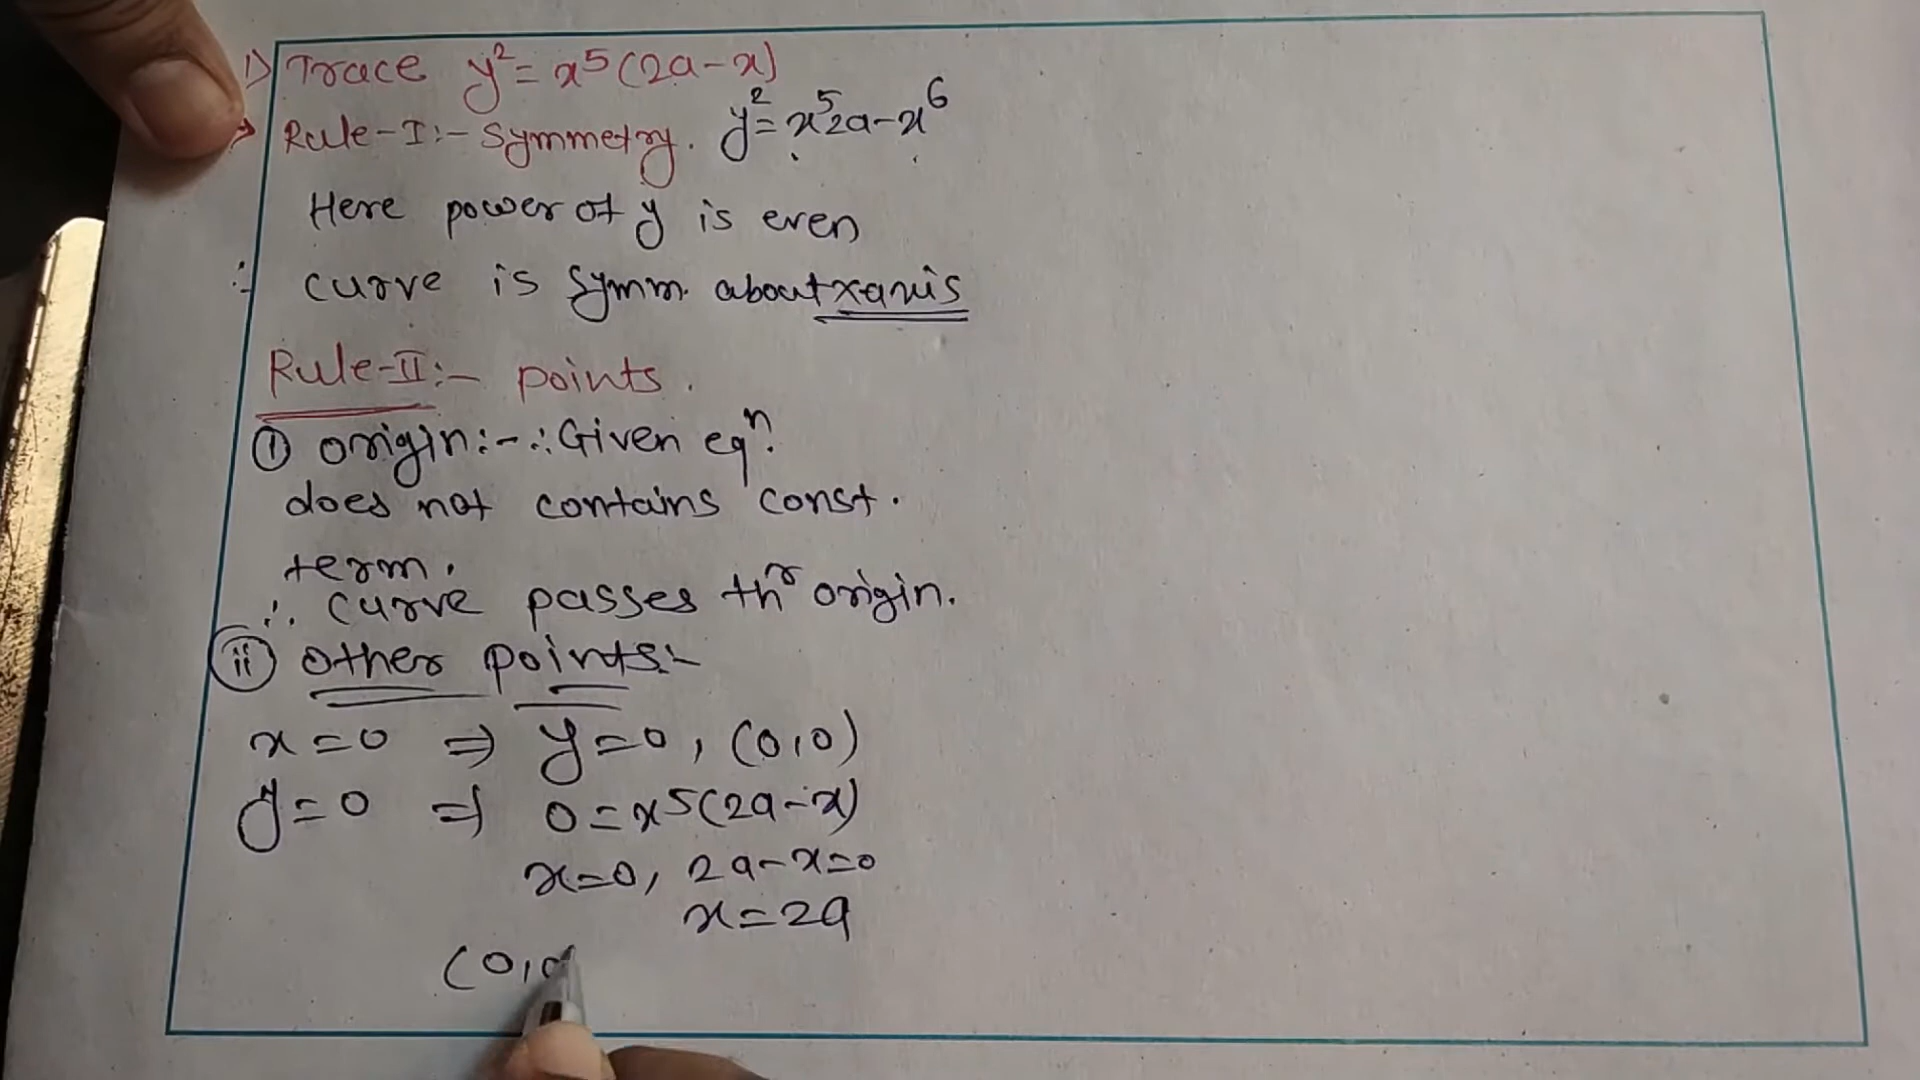 1) Trace y² = x⁵(2a-x)
→ Rule-I:- Symmetry. y² = x⁵2a-x⁶
Here power of y is even
∴ curve is symm. about xaxis
Rule-II:- points.
① origin:- ∴ Given eqⁿ.
does not contains const.
term.
∴ curve passes thʳ origin.
ⅱ other points:-
x=0 ⇒ y=0, (0,0)
y=0 ⇒ 0=x⁵(2a-x)
x=0, 2a-x=0
x=2a
(0,0